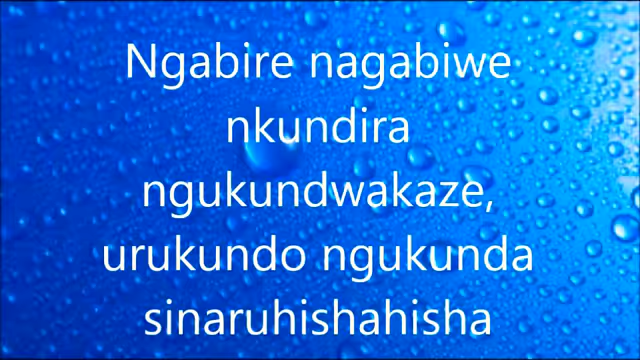 Ngabire nagabiwe
nkundira
ngukundwakaze,
urukundo ngukunda
sinaruhishahisha